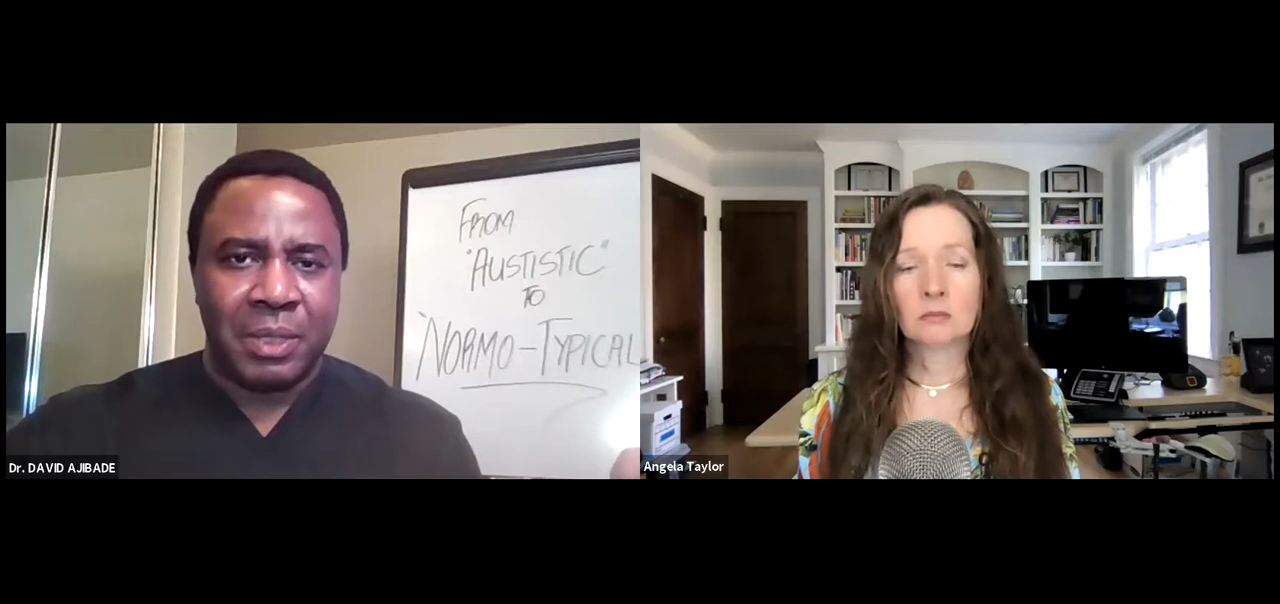 FROM
"AUSTISTIC"
TO
"NORMO-TYPICAL
Dr. DAVID AJIBADE
Angela Taylor